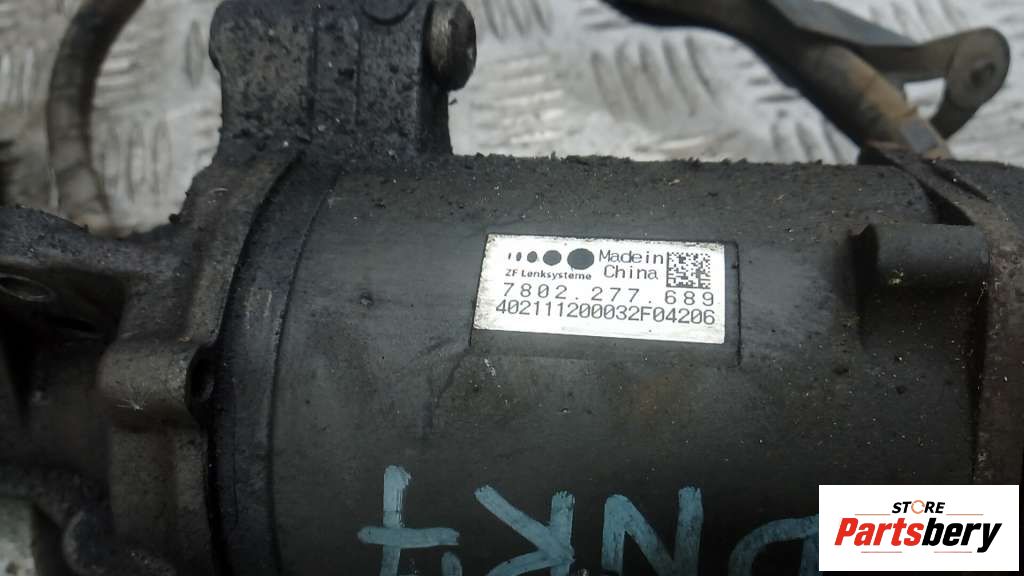 Made in
China
ZF Lenksysteme
7802 277.689
402111200032F04206
STORE
Partsbery